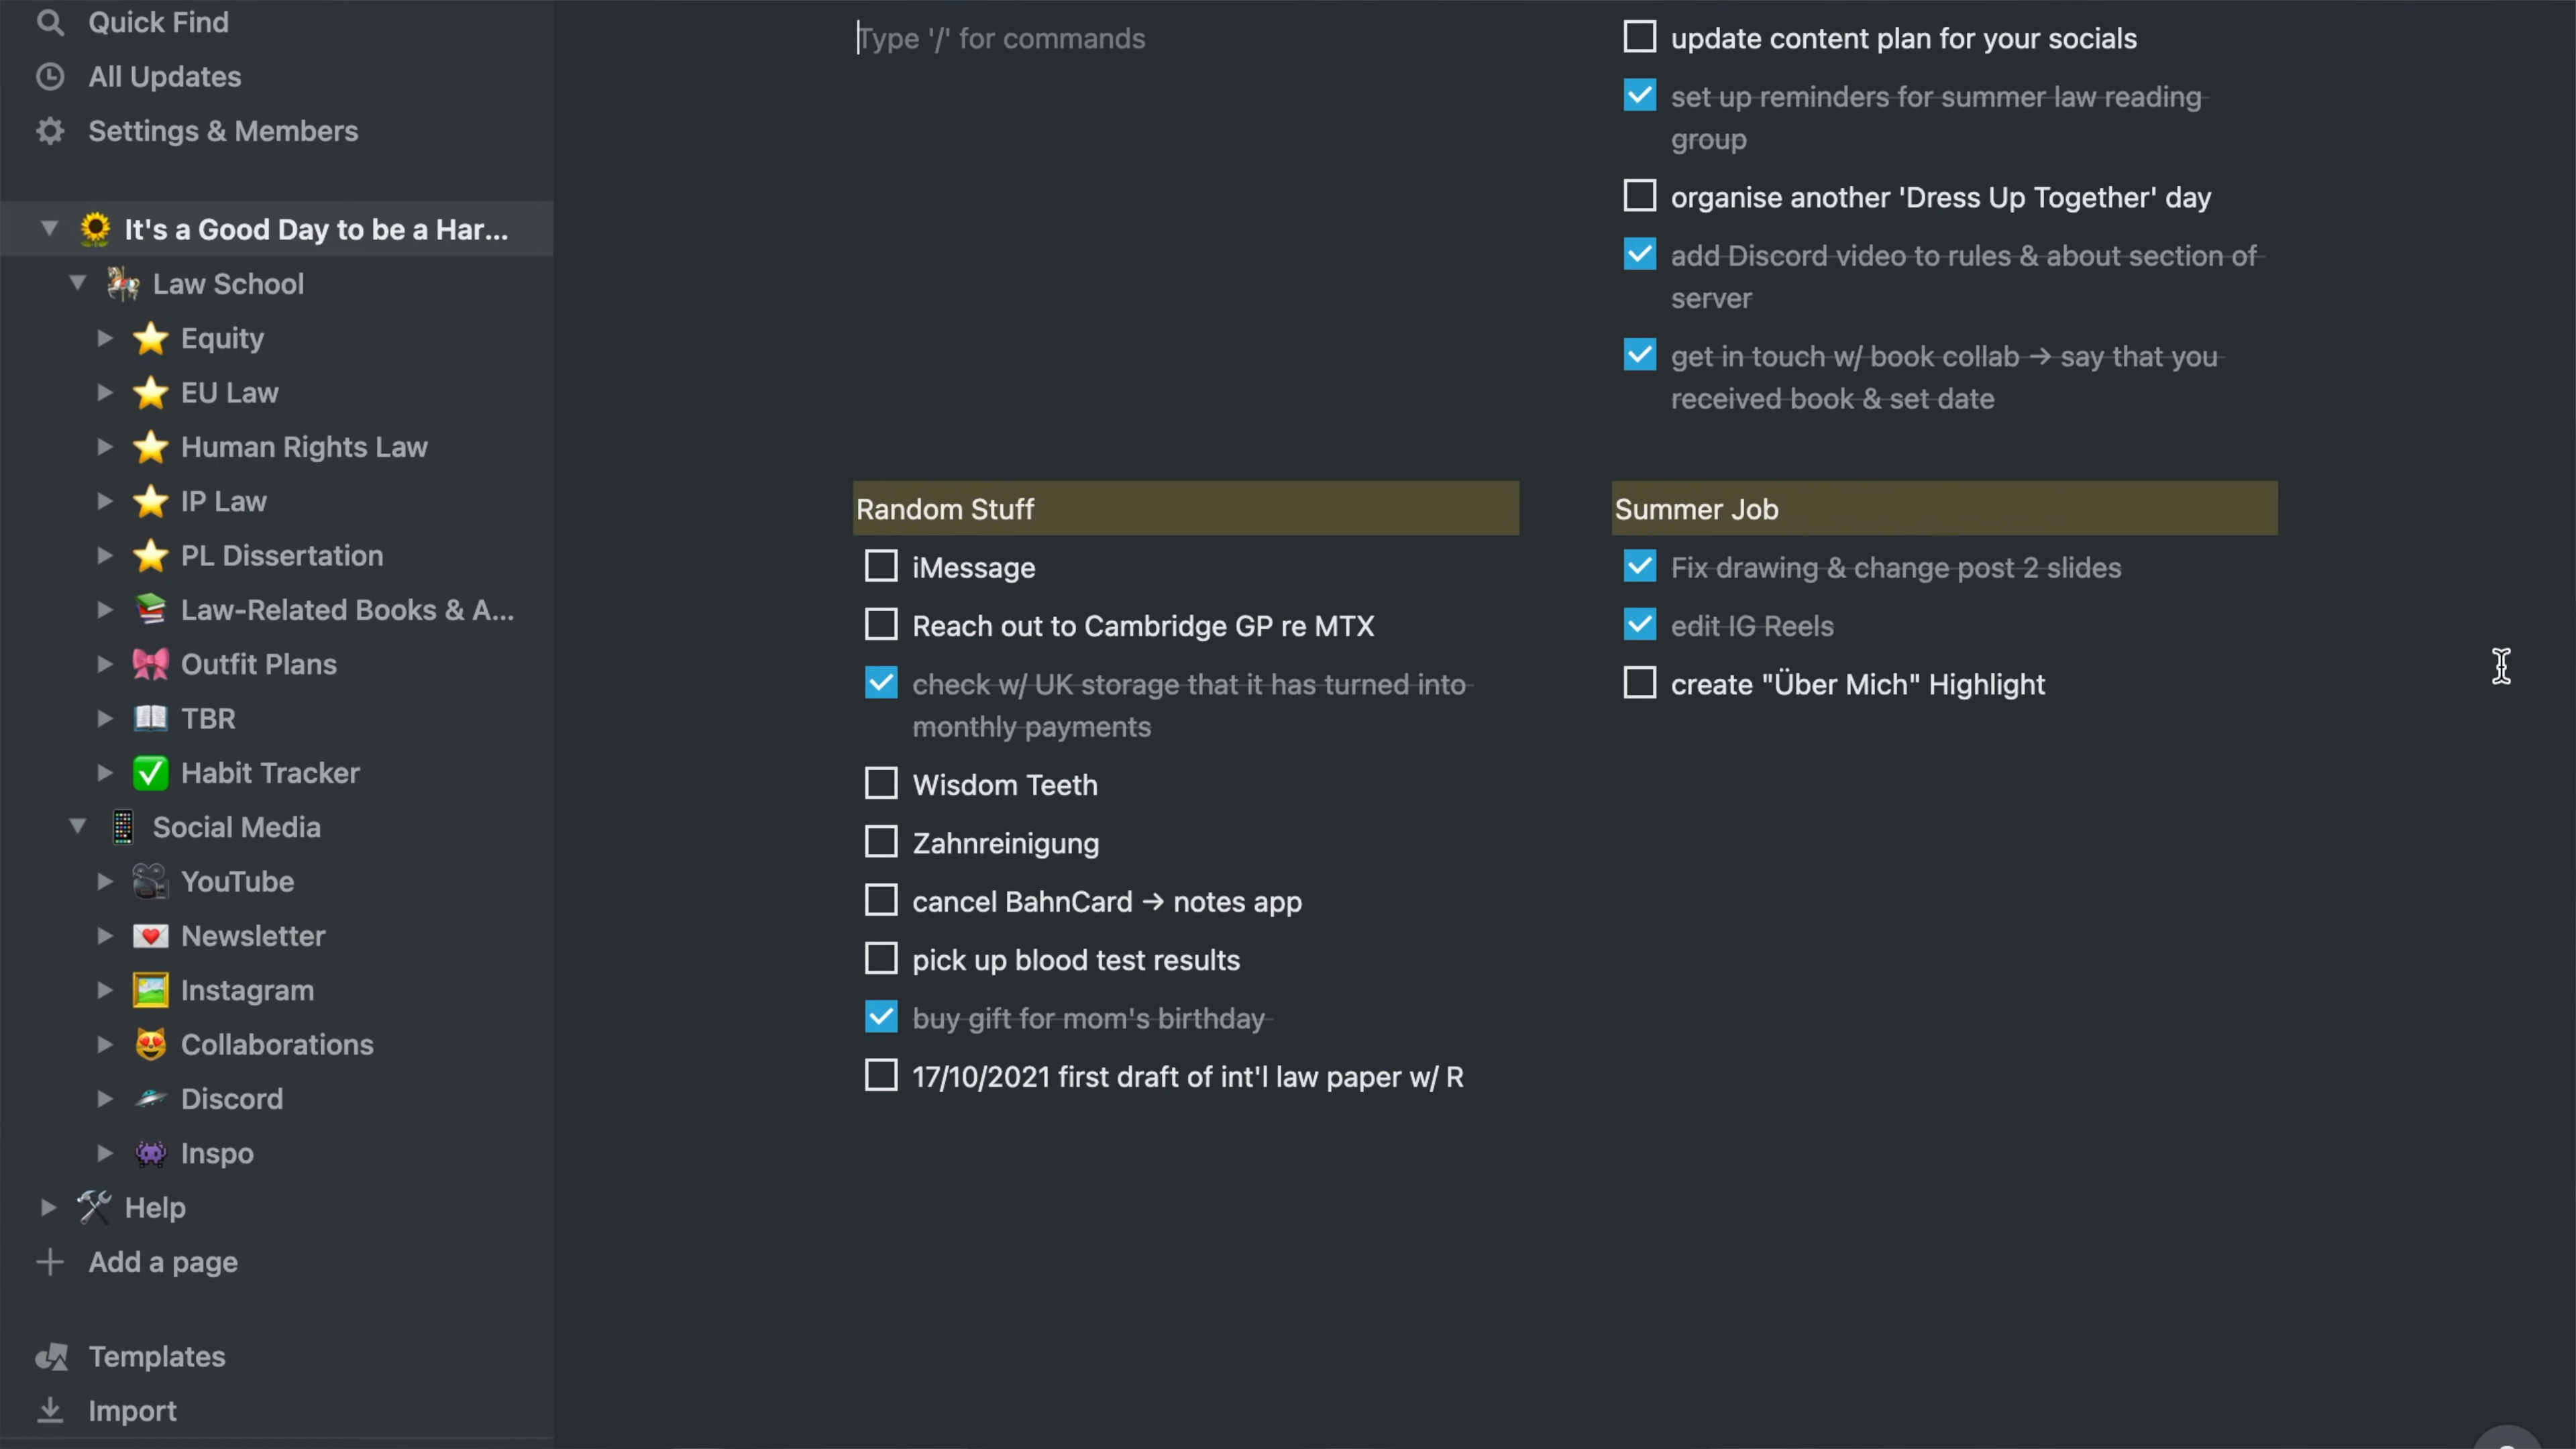 Quick Find
All Updates
Settings & Members
It's a Good Day to be a Har...
Law School
Equity
EU Law
Human Rights Law
IP Law
PL Dissertation
Law-Related Books & A...
Outfit Plans
TBR
Habit Tracker
Social Media
YouTube
Newsletter
Instagram
Collaborations
Discord
Inspo
Help
Add a page
Templates
Import
Type '/' for commands
update content plan for your socials
set up reminders for summer law reading
group
organise another 'Dress Up Together' day
add Discord video to rules & about section of
server
get in touch w/ book collab → say that you
received book & set date
Random Stuff
iMessage
Reach out to Cambridge GP re MTX
check w/ UK storage that it has turned into
monthly payments
Wisdom Teeth
Zahnreinigung
cancel BahnCard → notes app
pick up blood test results
buy gift for mom's birthday
17/10/2021 first draft of int'l law paper w/ R
Summer Job
Fix drawing & change post 2 slides
edit IG Reels
create "Über Mich" Highlight